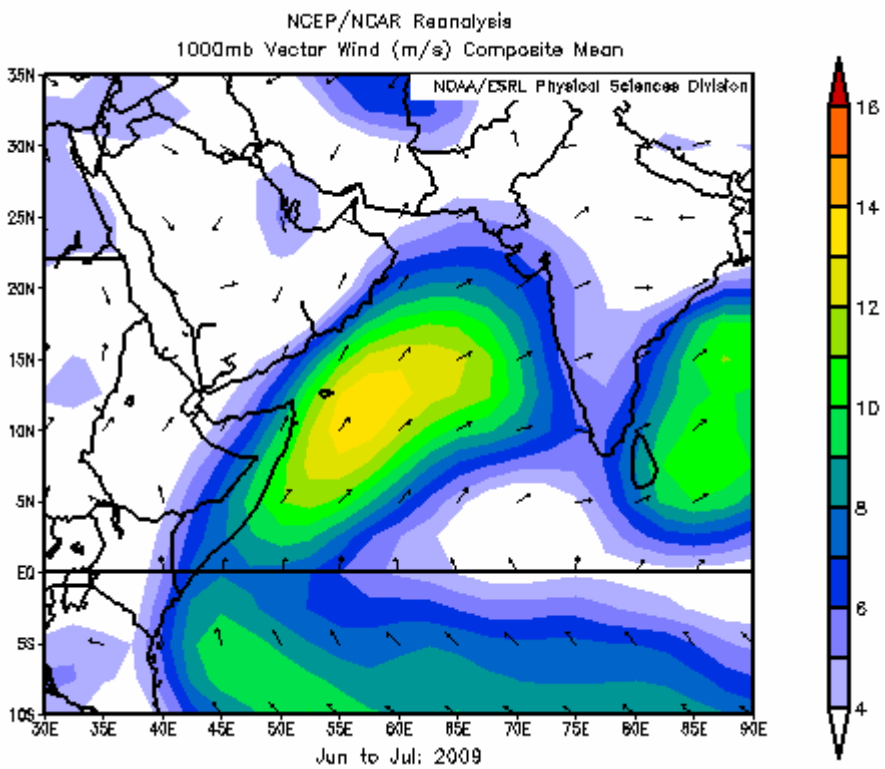 NCEP/NCAR Reanalysis
1000mb Vector Wind (m/s) Composite Mean
NOAA/ESRL Physical Sciences Division
35N
30N
25N
20N
15N
10N
5N
EQ
5S
10S
30E 35E 40E 45E 50E 55E 60E 65E 70E 75E 80E 85E 90E
Jun to Jul: 2009
16
14
12
10
8
6
4